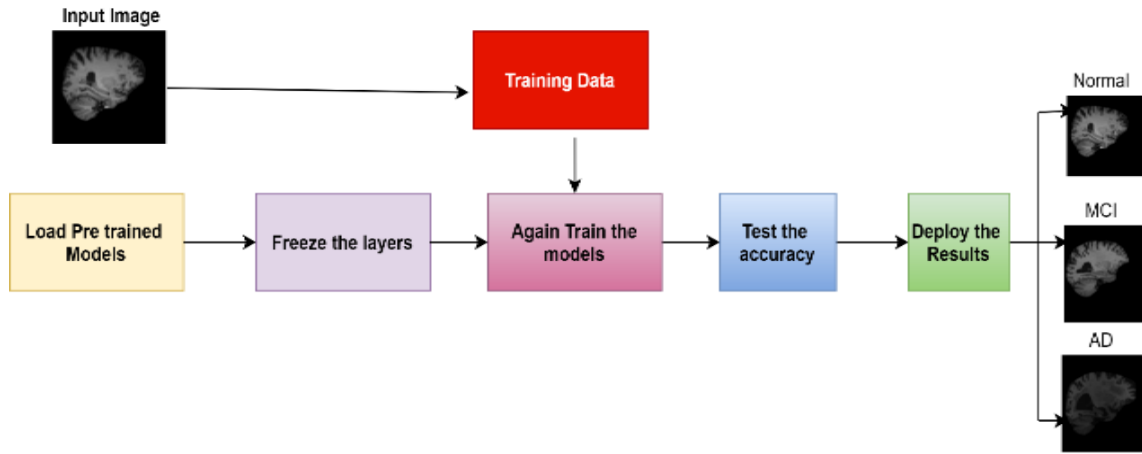 Input Image
Training Data
Normal
Load Pre trained
Models
Freeze the layers
Again Train the
models
Test the
accuracy
Deploy the
Results
MCI
AD